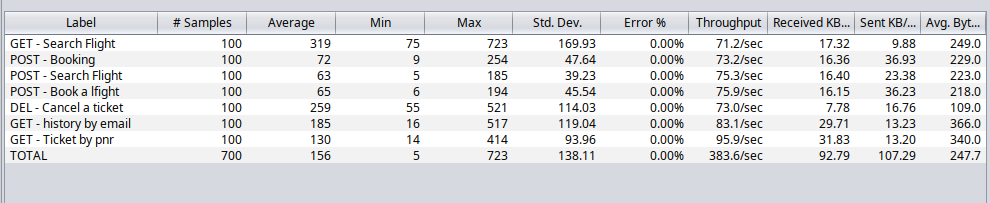 Label # Samples Average Min Max Std. Dev. Error % Throughput Received KB... Sent KB/... Avg. Byt...
GET - Search Flight 100 319 75 723 169.93 0.00% 71.2/sec 17.32 9.88 249.0
POST - Booking 100 72 9 254 47.64 0.00% 73.2/sec 16.36 36.93 229.0
POST - Search Flight 100 63 5 185 39.23 0.00% 75.3/sec 16.40 23.38 223.0
POST - Book a lfight 100 65 6 194 45.54 0.00% 75.9/sec 16.15 36.23 218.0
DEL - Cancel a ticket 100 259 55 521 114.03 0.00% 73.0/sec 7.78 16.76 109.0
GET - history by email 100 185 16 517 119.04 0.00% 83.1/sec 29.71 13.23 366.0
GET - Ticket by pnr 100 130 14 414 93.96 0.00% 95.9/sec 31.83 13.20 340.0
TOTAL 700 156 5 723 138.11 0.00% 383.6/sec 92.79 107.29 247.7